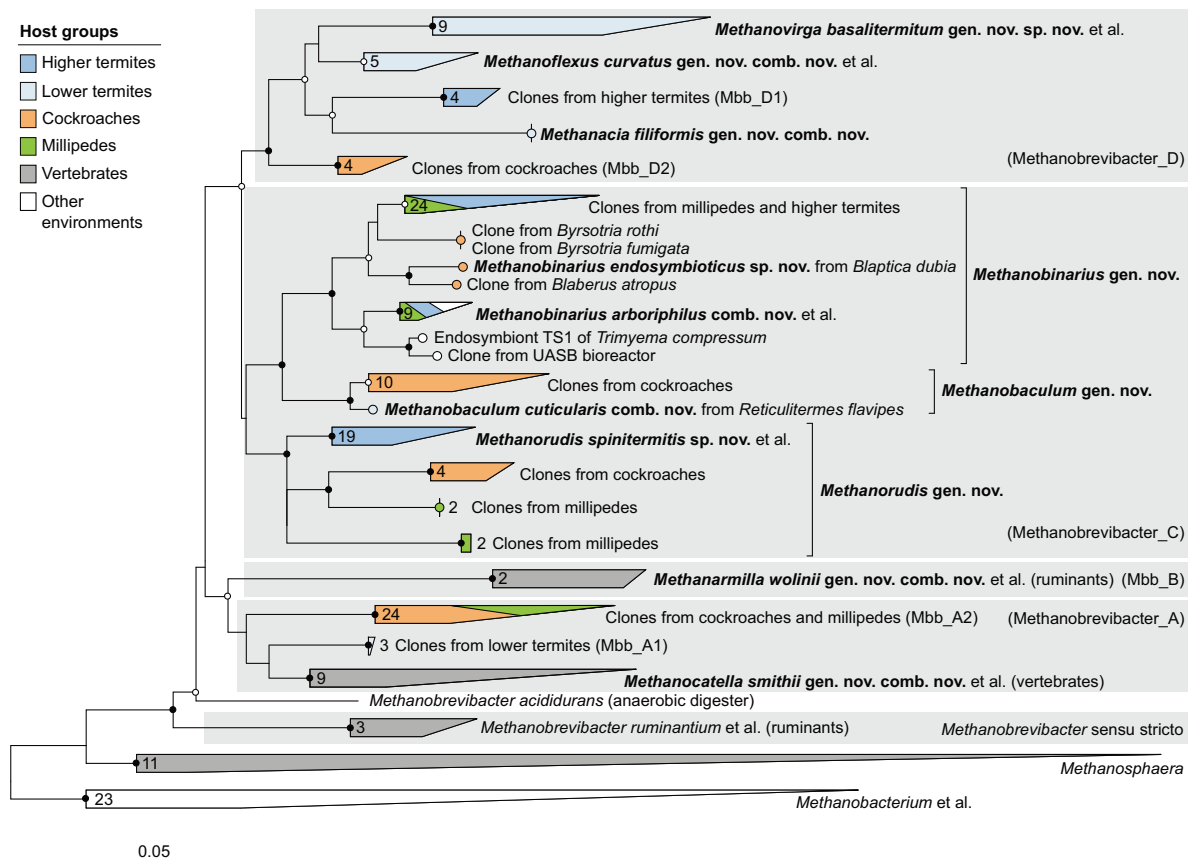 Host groups
Higher termites
Lower termites
Cockroaches
Millipedes
Vertebrates
Other
environments
9 Methanovirga basalitermitum gen. nov. sp. nov. et al.
5 Methanoflexus curvatus gen. nov. comb. nov. et al.
4 Clones from higher termites (Mbb_D1)
Methanacia filiformis gen. nov. comb. nov.
(Methanobrevibacter_D)
4 Clones from cockroaches (Mbb_D2)
24 Clones from millipedes and higher termites
Clone from Byrsotria rothi
Clone from Byrsotria fumigata
Methanobinarius endosymbioticus sp. nov. from Blaptica dubia
Methanobinarius gen. nov.
Clone from Blaberus atropus
9 Methanobinarius arboriphilus comb. nov. et al.
Endosymbiont TS1 of Trimyema compressum
Clone from UASB bioreactor
10 Clones from cockroaches
Methanobaculum gen. nov.
Methanobaculum cuticularis comb. nov. from Reticulitermes flavipes
19 Methanorudis spinitermitis sp. nov. et al.
4 Clones from cockroaches
Methanorudis gen. nov.
2 Clones from millipedes
(Methanobrevibacter_C)
2 Clones from millipedes
2 Methanarmilla wolinii gen. nov. comb. nov. et al. (ruminants) (Mbb_B)
24 Clones from cockroaches and millipedes (Mbb_A2) (Methanobrevibacter_A)
3 Clones from lower termites (Mbb_A1)
9 Methanocatella smithii gen. nov. comb. nov. et al. (vertebrates)
Methanobrevibacter acididurans (anaerobic digester)
3 Methanobrevibacter ruminantium et al. (ruminants) Methanobrevibacter sensu stricto
11 Methanosphaera
23 Methanobacterium et al.
0.05